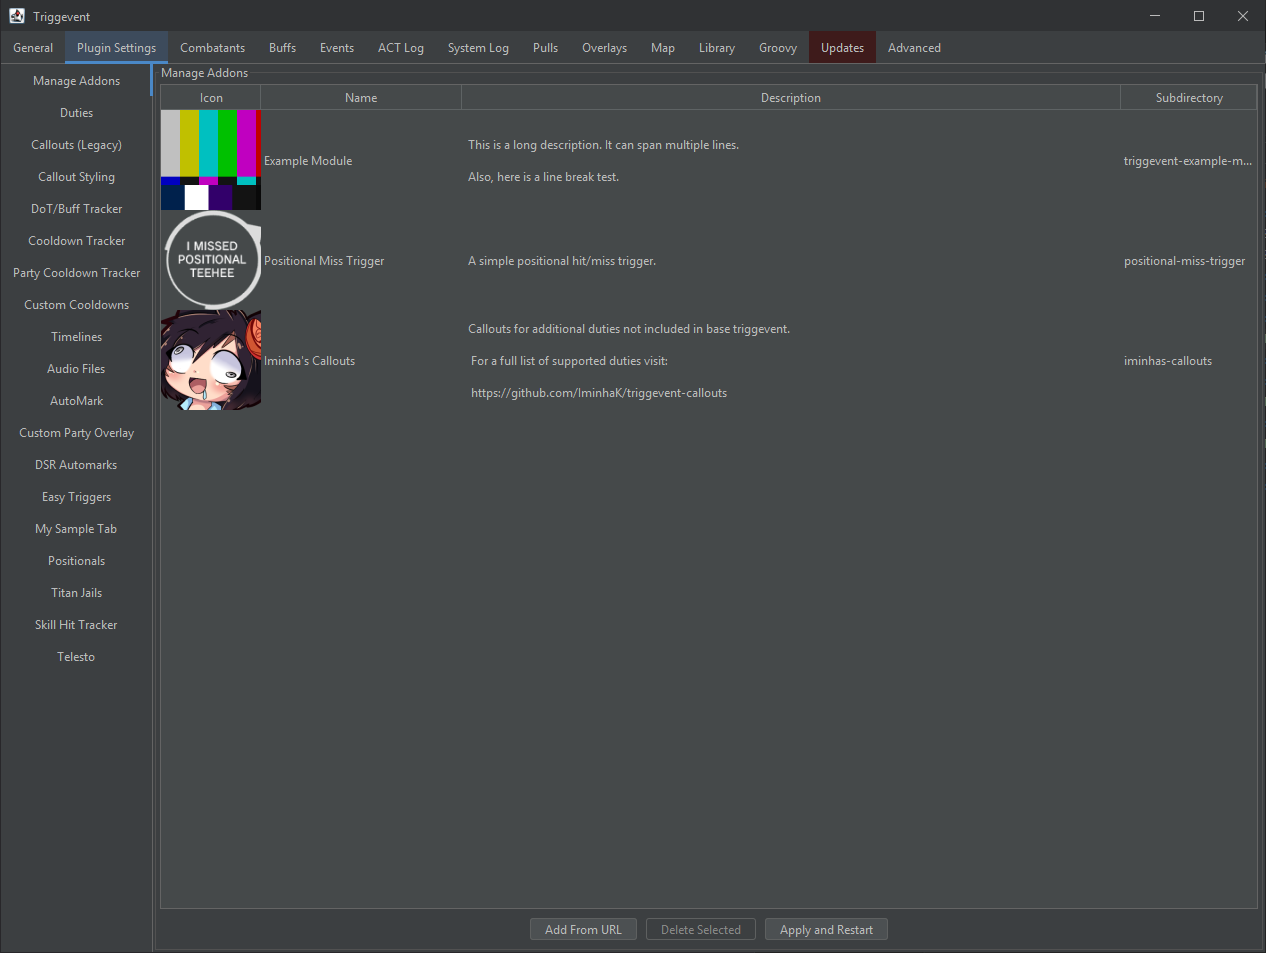 Triggevent
General Plugin Settings Combatants Buffs Events ACT Log System Log Pulls Overlays Map Library Groovy Updates Advanced
Manage Addons
Duties
Callouts (Legacy)
Callout Styling
DoT/Buff Tracker
Cooldown Tracker
Party Cooldown Tracker
Custom Cooldowns
Timelines
Audio Files
AutoMark
Custom Party Overlay
DSR Automarks
Easy Triggers
My Sample Tab
Positionals
Titan Jails
Skill Hit Tracker
Telesto
Manage Addons
Icon Name Description Subdirectory
Example Module
This is a long description. It can span multiple lines.
Also, here is a line break test.
triggevent-example-m...
I MISSED
POSITIONAL
TEEHEE
Positional Miss Trigger
A simple positional hit/miss trigger.
positional-miss-trigger
Iminha's Callouts
Callouts for additional duties not included in base triggevent.
For a full list of supported duties visit:
https://github.com/IminhaK/triggevent-callouts
iminhas-callouts
Add From URL Delete Selected Apply and Restart